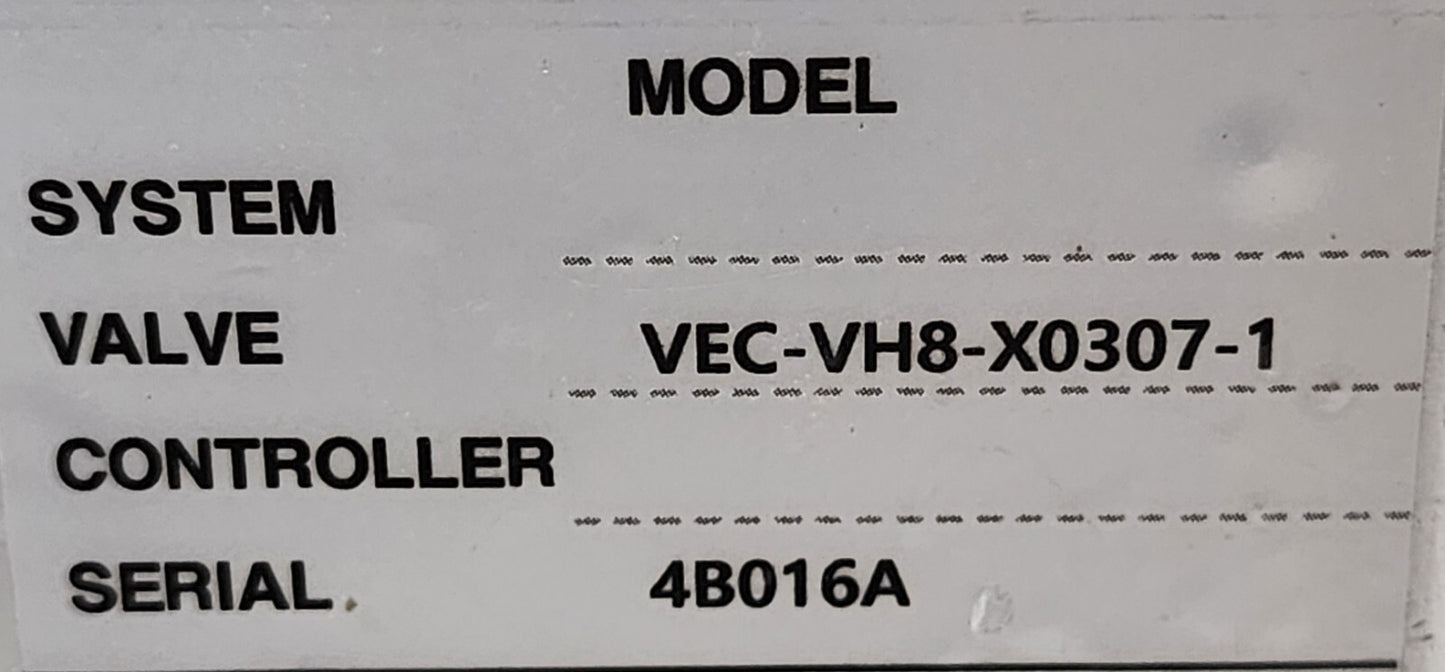 MODEL
SYSTEM
VALVE VEC-VH8-X0307-1
CONTROLLER
SERIAL 4B016A